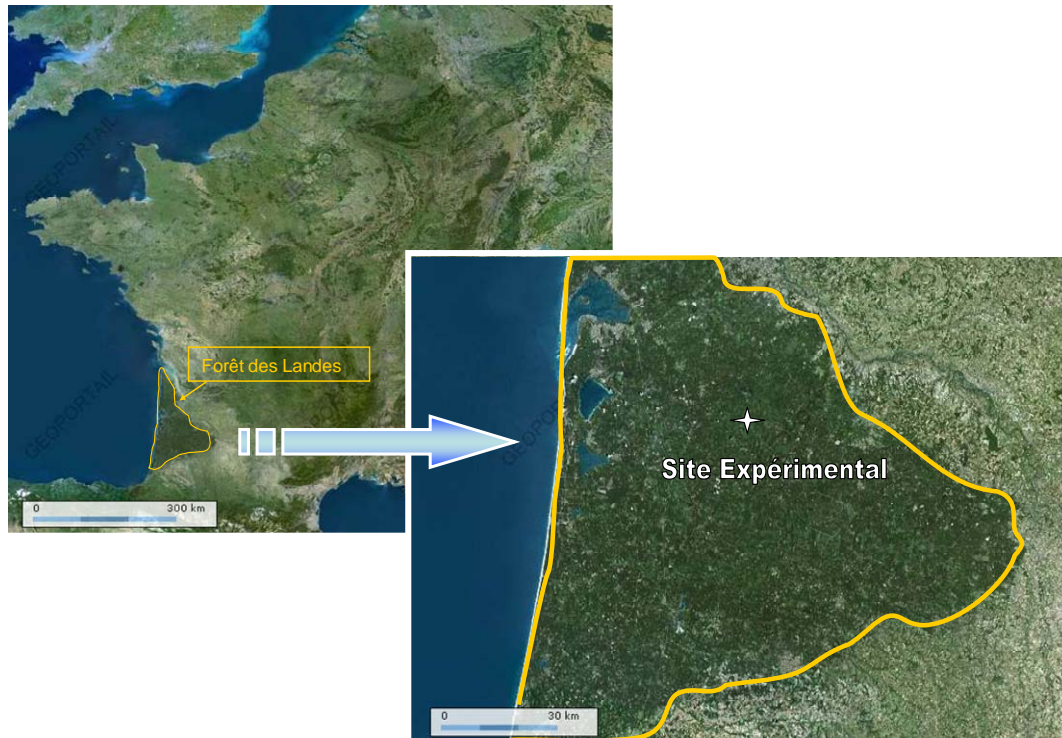 GEOPORTAIL
GEOPORTAIL
Forêt des Landes
GEOPORTAIL
0 300 km
Site Expérimental
0 30 km